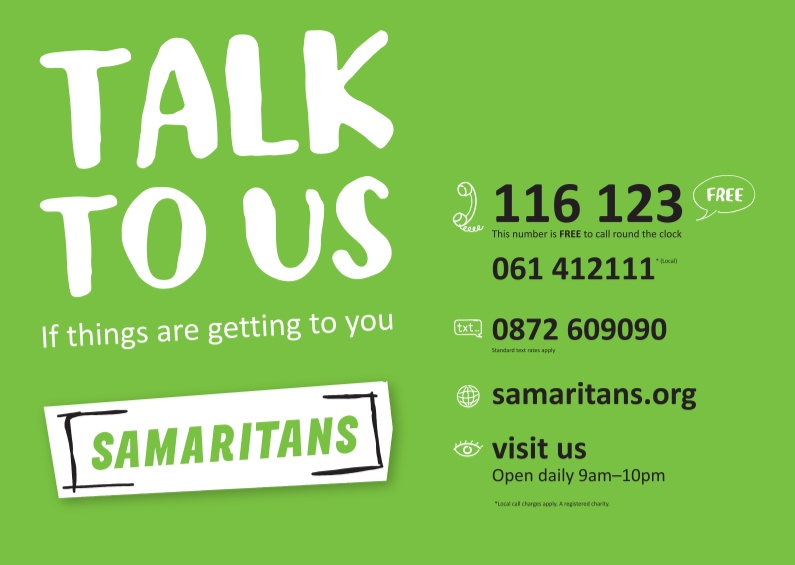 TALK
TO US
If things are getting to you
SAMARITANS
116 123
FREE
This number is FREE to call round the clock
061 412111 * (Local)
txt..
0872 609090
Standard text rates apply
samaritans.org
visit us
Open daily 9am–10pm
*Local call charges apply. A registered charity.